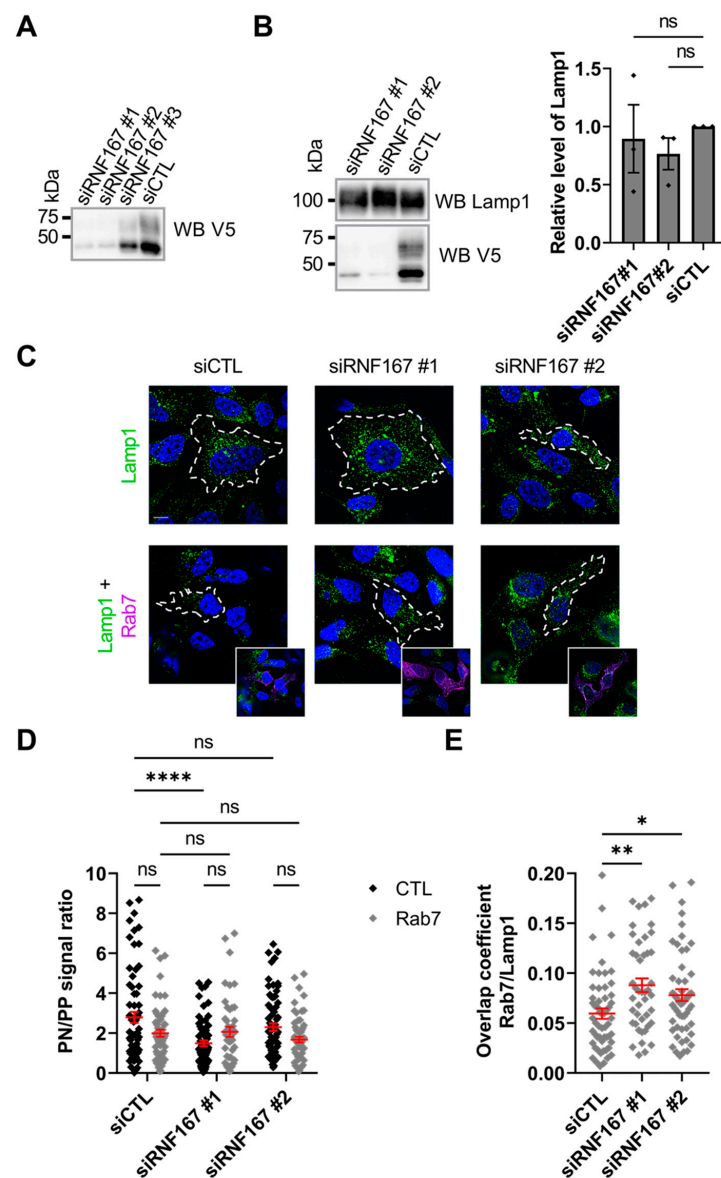 A
siRNF167 #1
siRNF167 #2
siRNF167 #3
siCTL
kDa
75
50
WB V5
B
siRNF167 #1
siRNF167 #2
siCTL
kDa
100
WB Lamp1
75
50
WB V5
ns
ns
Relative level of Lamp1
1.5
1.0
0.5
0.0
siRNF167#1
siRNF167#2
siCTL
C
siCTL
siRNF167 #1
siRNF167 #2
Lamp1
Lamp1 +
Rab7
D
ns
****
ns
ns
ns
ns
ns
PN/PP signal ratio
10
8
6
4
2
0
siCTL
siRNF167 #1
siRNF167 #2
CTL
Rab7
E
*
**
Overlap coefficient
Rab7/Lamp1
0.20
0.15
0.10
0.05
0.00
siCTL
siRNF167 #1
siRNF167 #2